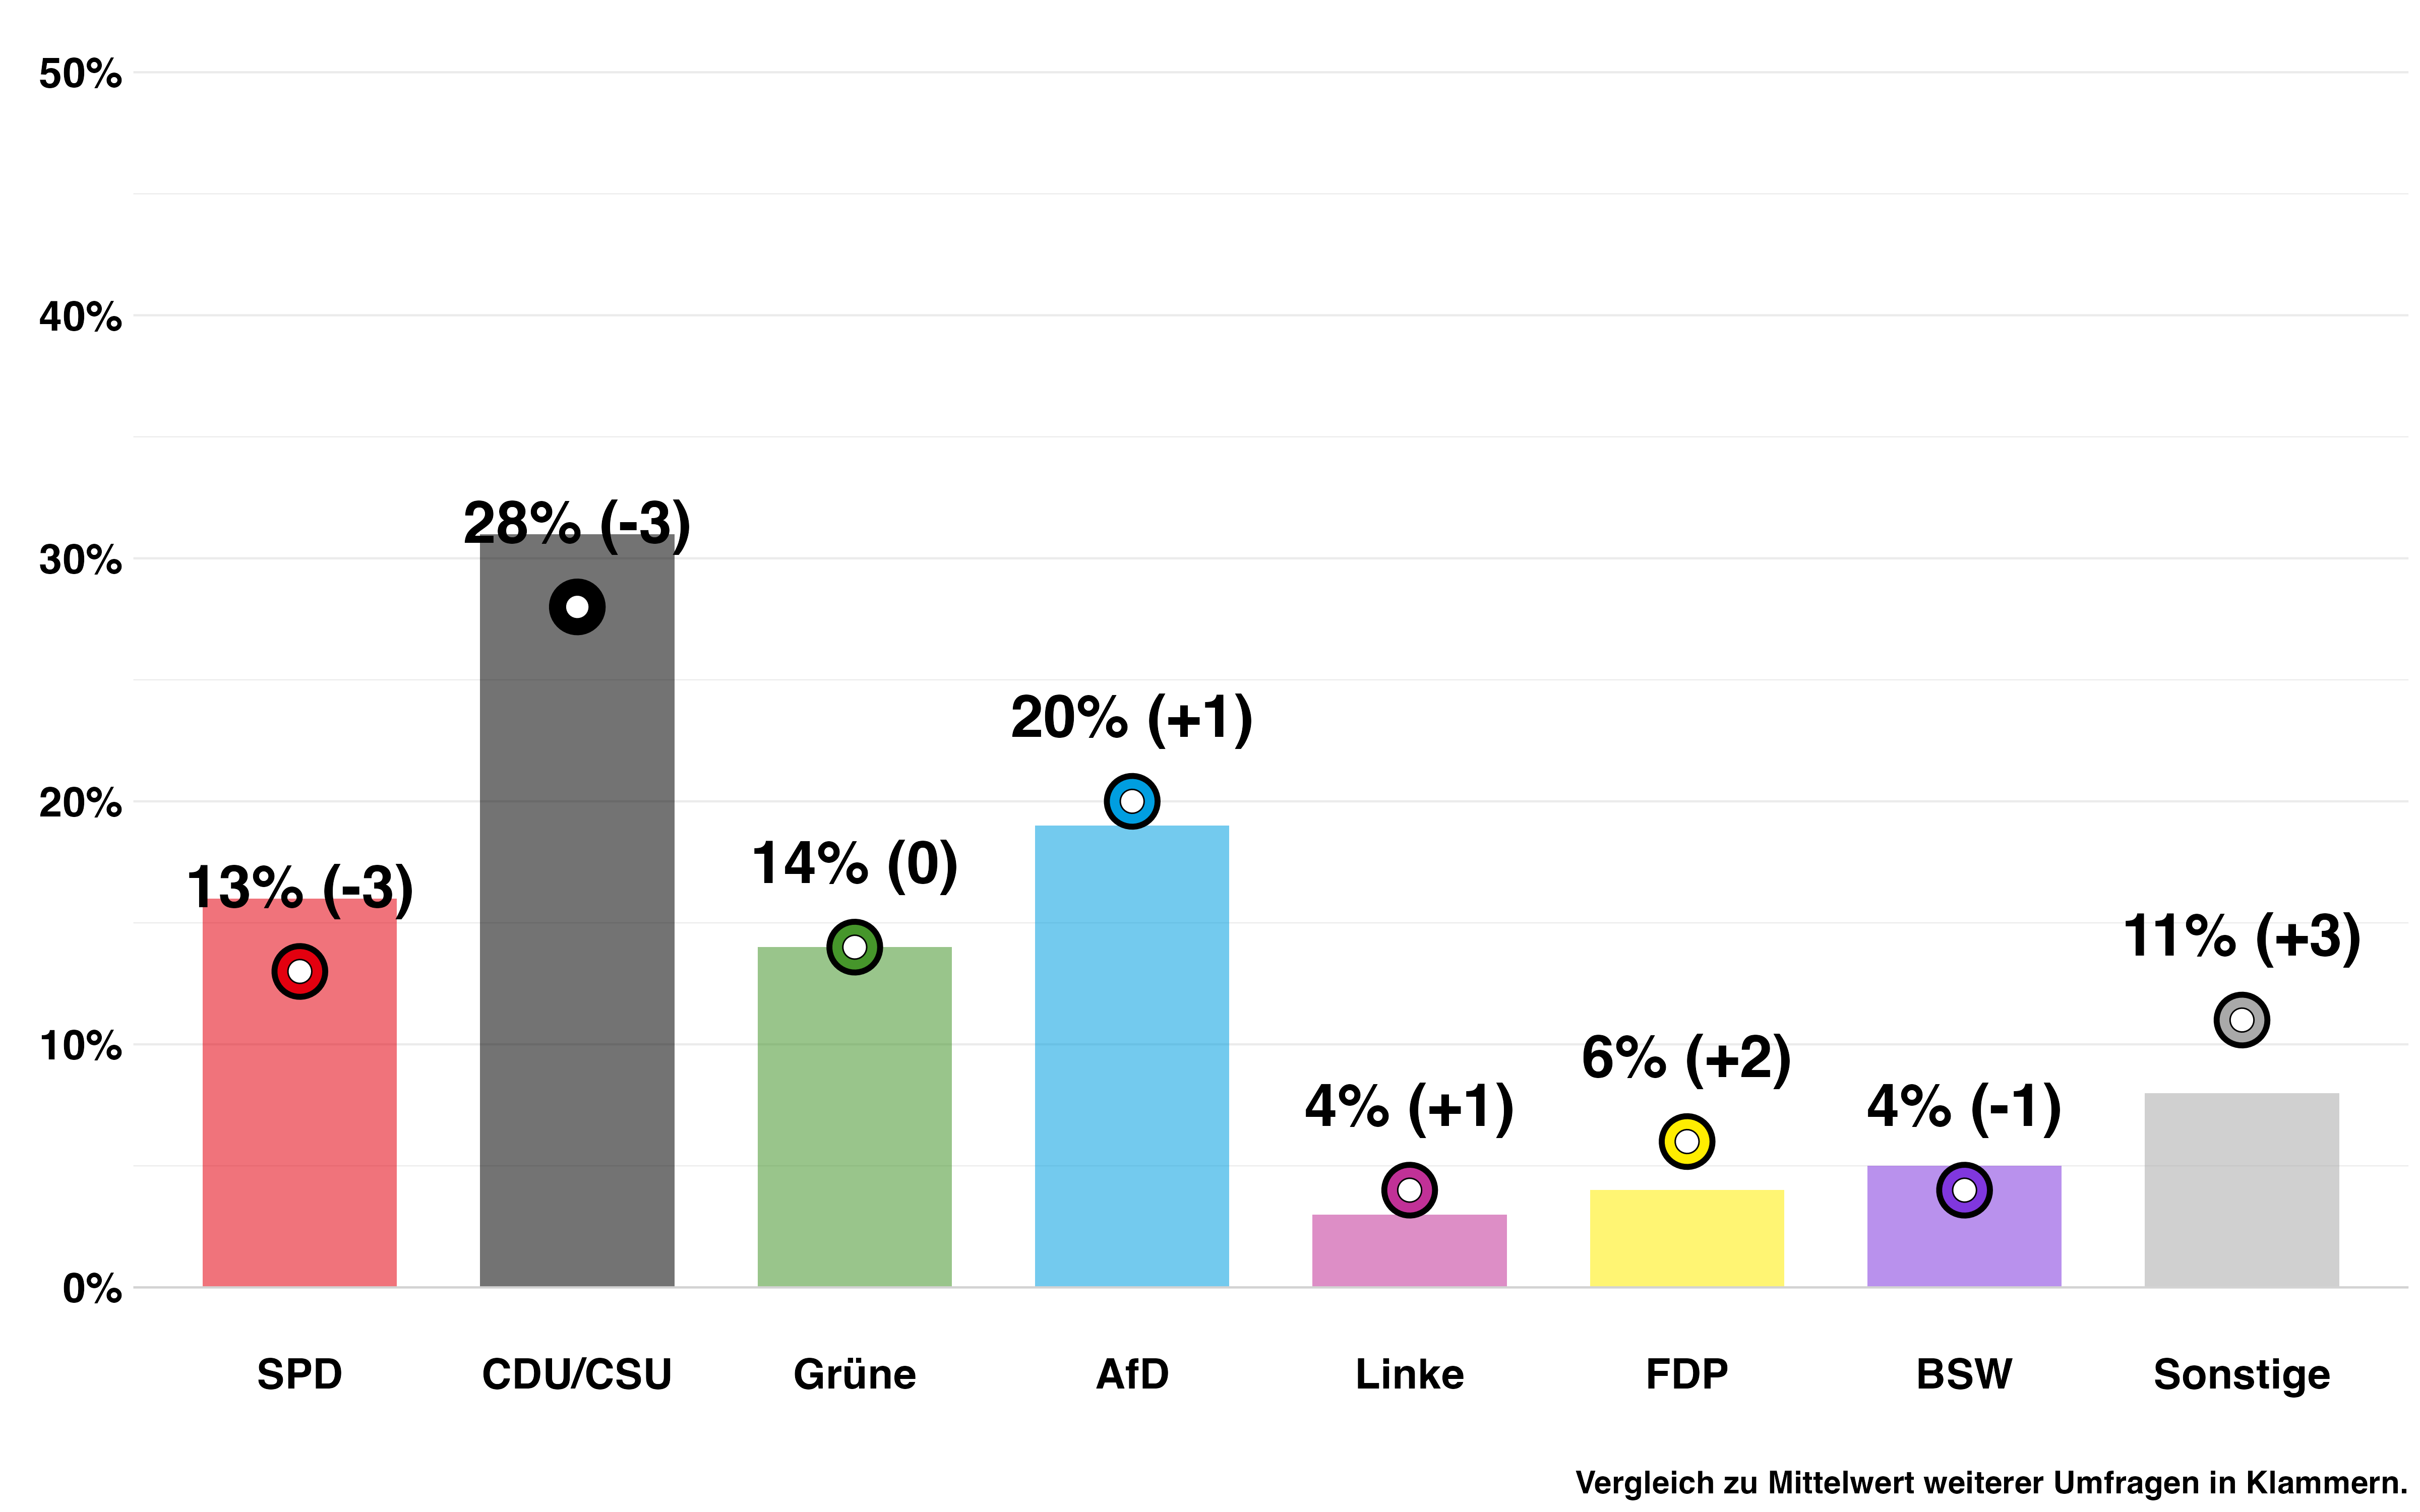 50%
40%
30%
20%
10%
0%
13% (-3)
28% (-3)
14% (0)
20% (+1)
4% (+1)
6% (+2)
4% (-1)
11% (+3)
SPD
CDU/CSU
Grüne
AfD
Linke
FDP
BSW
Sonstige
Vergleich zu Mittelwert weiterer Umfragen in Klammern.